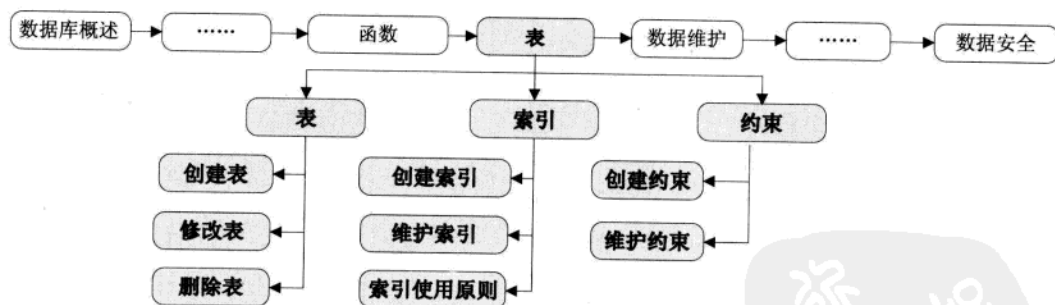 数据库概述 …… 函数 表 数据维护 …… 数据安全
表 索引 约束
创建表 创建索引 创建约束
修改表 维护索引 维护约束
删除表 索引使用原则